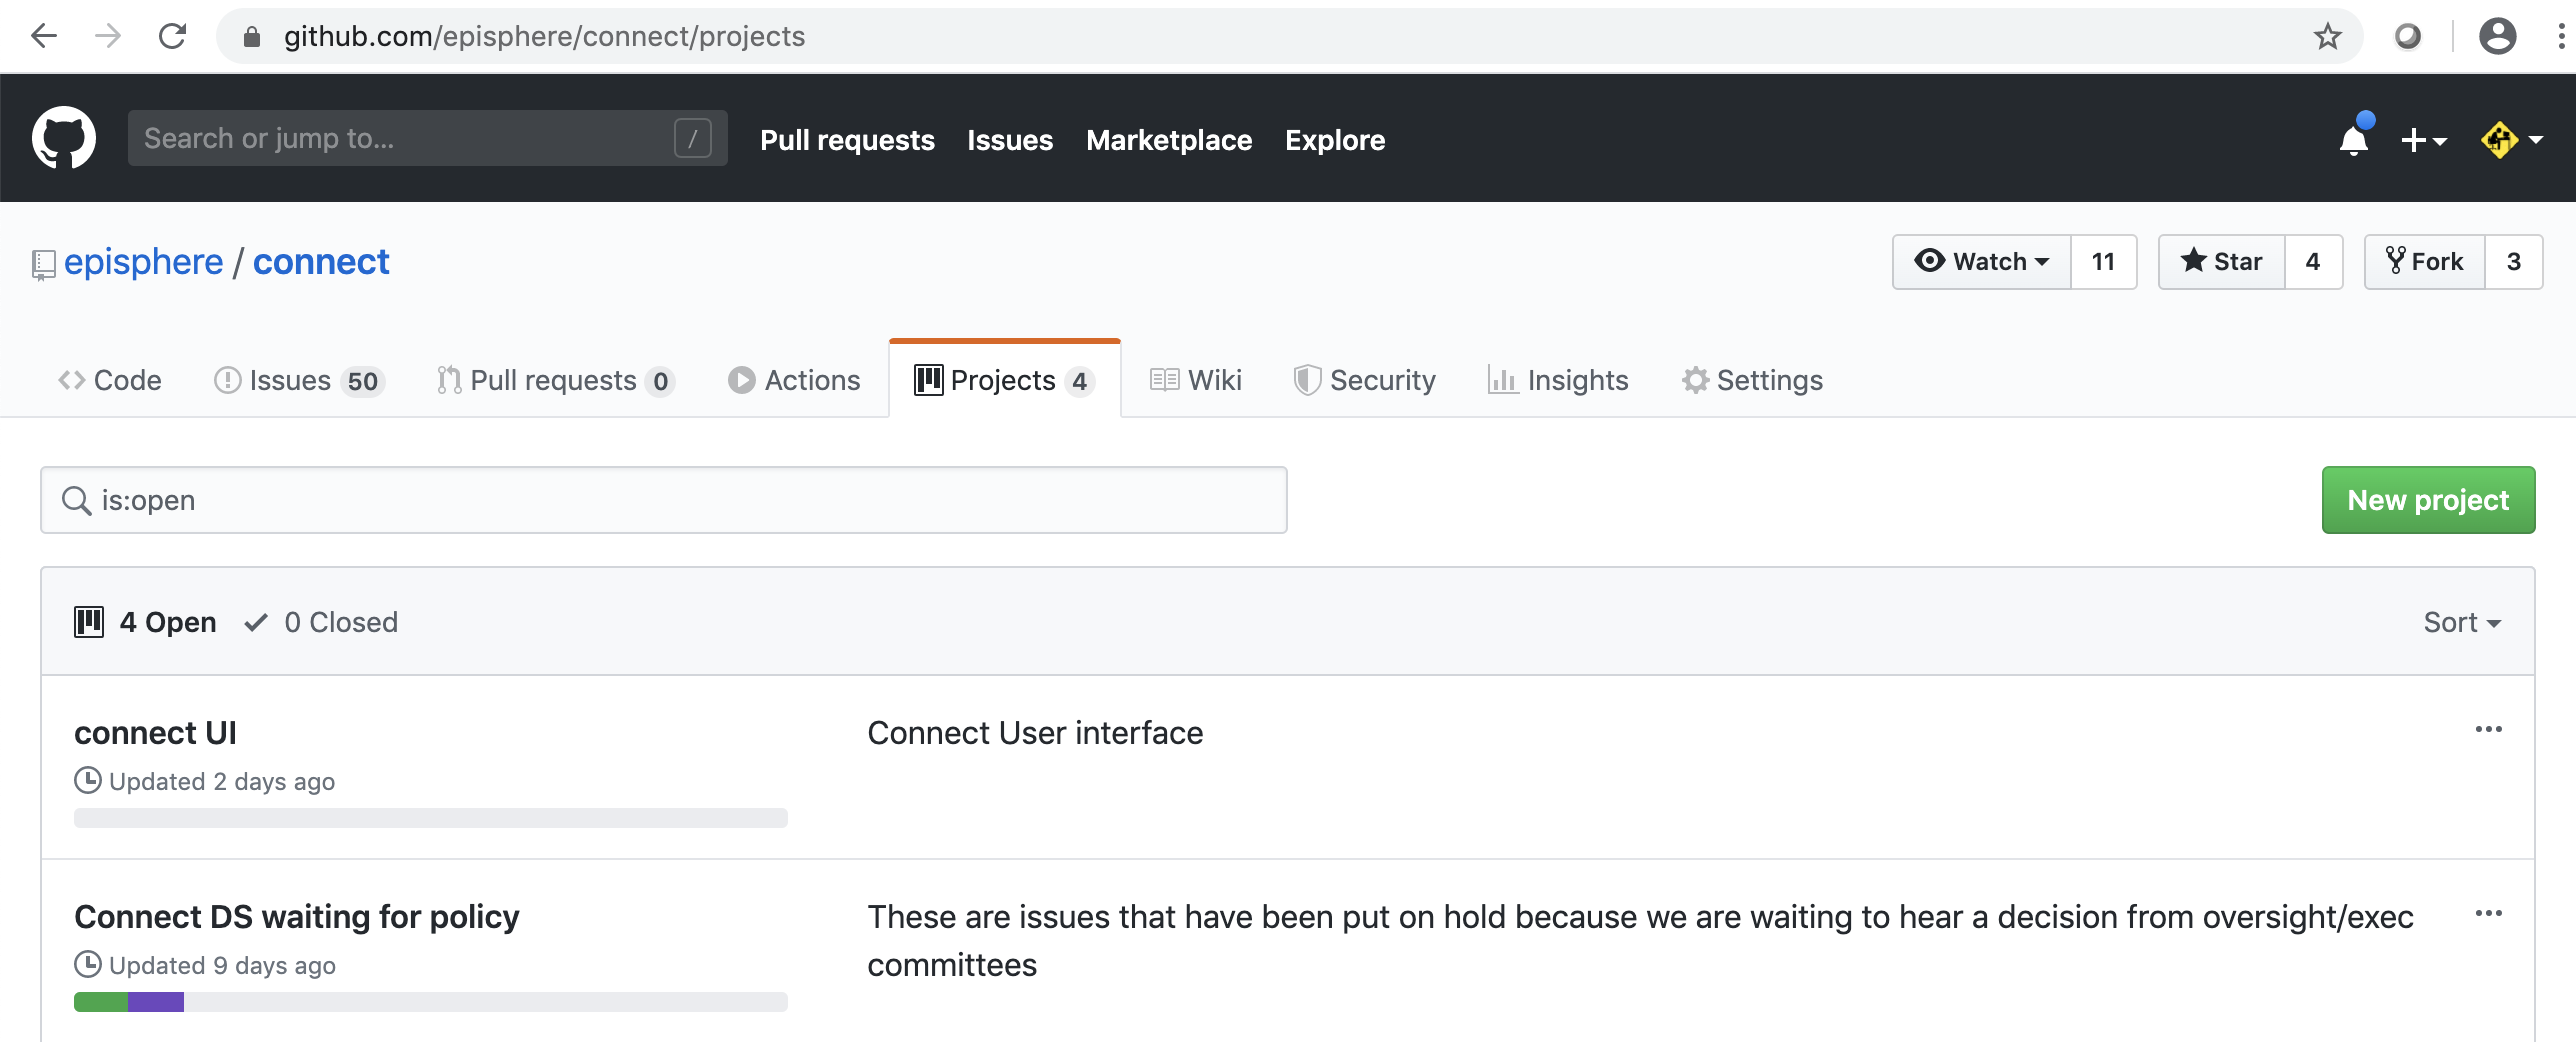 github.com/episphere/connect/projects
Search or jump to... /
Pull requests Issues Marketplace Explore
episphere / connect
Watch 11 Star 4 Fork 3
Code Issues 50 Pull requests 0 Actions Projects 4 Wiki Security Insights Settings
is:open
New project
4 Open 0 Closed
Sort
connect UI
Connect User interface
Updated 2 days ago
Connect DS waiting for policy
These are issues that have been put on hold because we are waiting to hear a decision from oversight/exec
committees
Updated 9 days ago